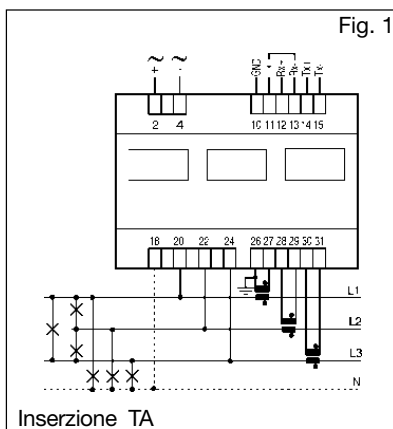 Fig. 1
+ -
GND * Rx+ Rx- Tx+ Tx-
2 4 10 11 12 13 14 15
18 20 22 24 26 27 28 29 30 31
L1
L2
L3
N
Inserzione TA